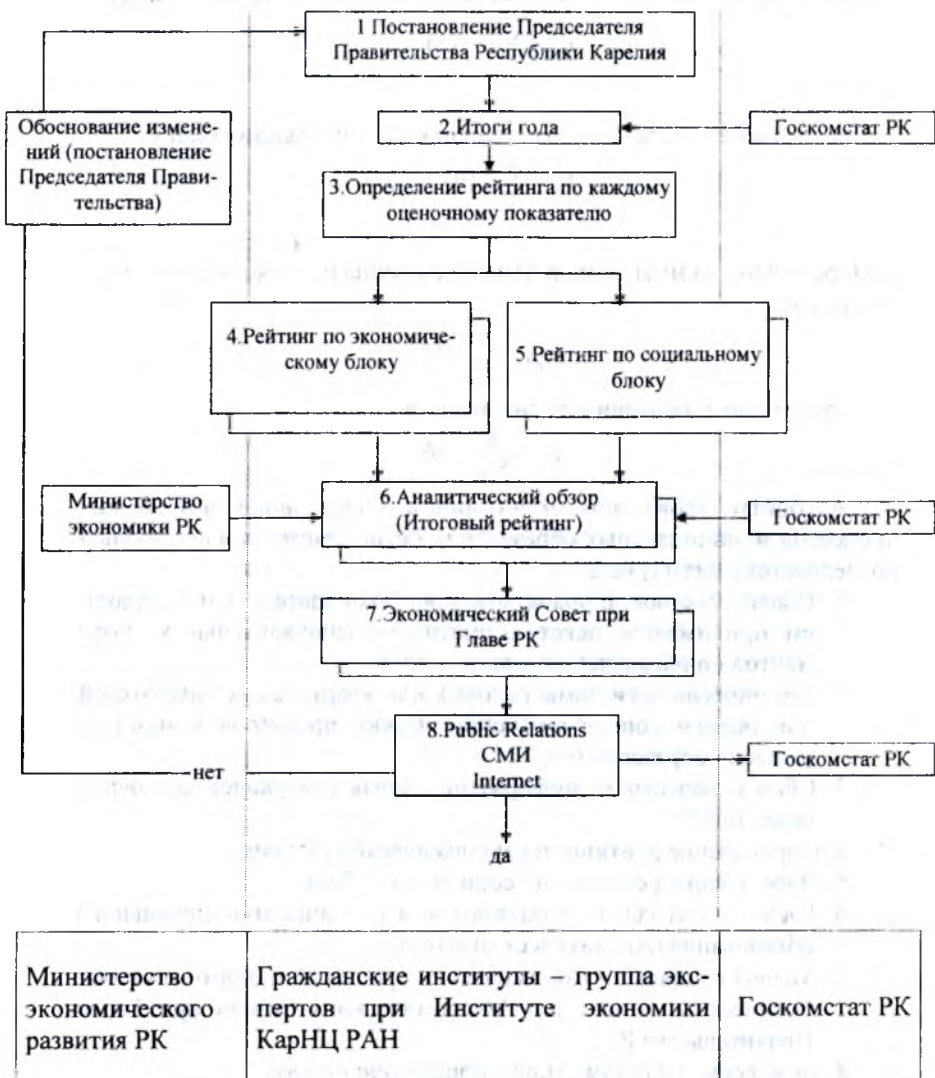 1 Постановление Председателя
Правительства Республики Карелия
Обоснование измене-
ний (постановление
Председателя Прави-
тельства)
2.Итоги года
Госкомстат РК
3.Определение рейтинга по каждому
оценочному показателю
4.Рейтинг по экономиче-
скому блоку
5.Рейтинг по социальному
блоку
Министерство
экономики РК
6.Аналитический обзор
(Итоговый рейтинг)
Госкомстат РК
7.Экономический Совет при
Главе РК
8.Public Relations
СМИ
Internet
нет
Госкомстат РК
да
Министерство
экономического
развития РК
Гражданские институты – группа экс-
пертов при Институте экономики
КарНЦ РАН
Госкомстат РК